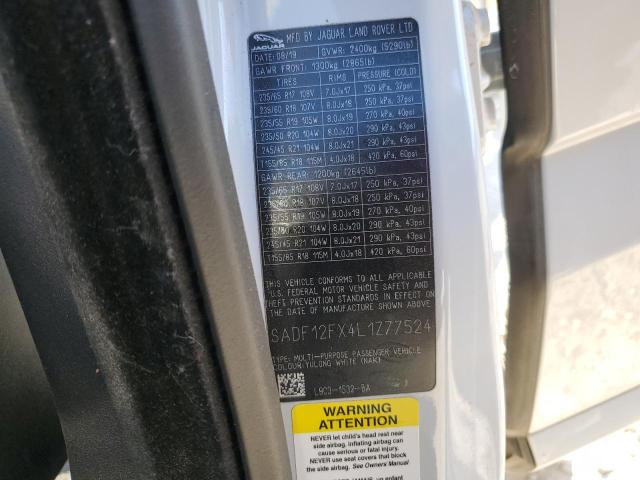 JAGUAR
MFD BY JAGUAR LAND ROVER LTD
DATE: 08/19 GVWR: 2400kg (5290lb)
GAWR FRONT: 1300kg (2865lb)
TIRES RIMS PRESSURE (COLD)
235/65 R17 108V 7.0Jx17 250 kPa, 37psi
235/60 R18 107V 8.0Jx18 250 kPa, 37psi
235/55 R19 105W 8.0Jx19 270 kPa, 40psi
235/50 R20 104W 8.0Jx20 290 kPa, 43psi
245/45 R21 104W 8.0Jx21 290 kPa, 43psi
T155/85 R18 115M 4.0Jx18 420 kPa, 60psi
GAWR REAR: 1200kg (2645lb)
235/65 R17 108V 7.0Jx17 250 kPa, 37psi
235/60 R18 107V 8.0Jx18 250 kPa, 37psi
235/55 R19 105W 8.0Jx19 270 kPa, 40psi
235/50 R20 104W 8.0Jx20 290 kPa, 43psi
245/45 R21 104W 8.0Jx21 290 kPa, 43psi
T155/85 R18 115M 4.0Jx18 420 kPa, 60psi
THIS VEHICLE CONFORMS TO ALL APPLICABLE
U.S. FEDERAL MOTOR VEHICLE SAFETY AND
THEFT PREVENTION STANDARDS IN EFFECT ON THE
DATE OF MANUFACTURE SHOWN ABOVE.
SADF12FX4L1Z77524
TYPE: MULTI-PURPOSE PASSENGER VEHICLE
COLOUR: YULONG WHITE (NAK)
L9C3-1532-BA
WARNING
ATTENTION
NEVER let child's head rest near
side airbag. Inflating airbag can
cause serious or fatal injury.
NEVER use seat covers that block
side airbag. See Owners Manual